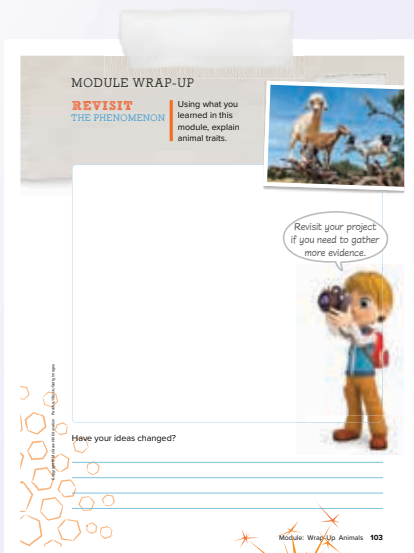 MODULE WRAP-UP
REVISIT
THE PHENOMENON
Using what you
learned in this
module, explain
animal traits.
Revisit your project
if you need to gather
more evidence.
Have your ideas changed?
Module: Wrap-Up Animals 103